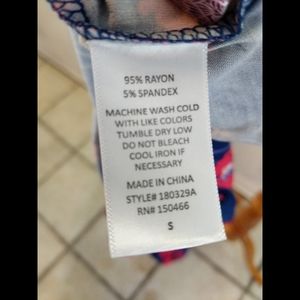 95% RAYON
5% SPANDEX
MACHINE WASH COLD
WITH LIKE COLORS
TUMBLE DRY LOW
DO NOT BLEACH
COOL IRON IF
NECESSARY
MADE IN CHINA
STYLE# 180329A
RN# 150466
S